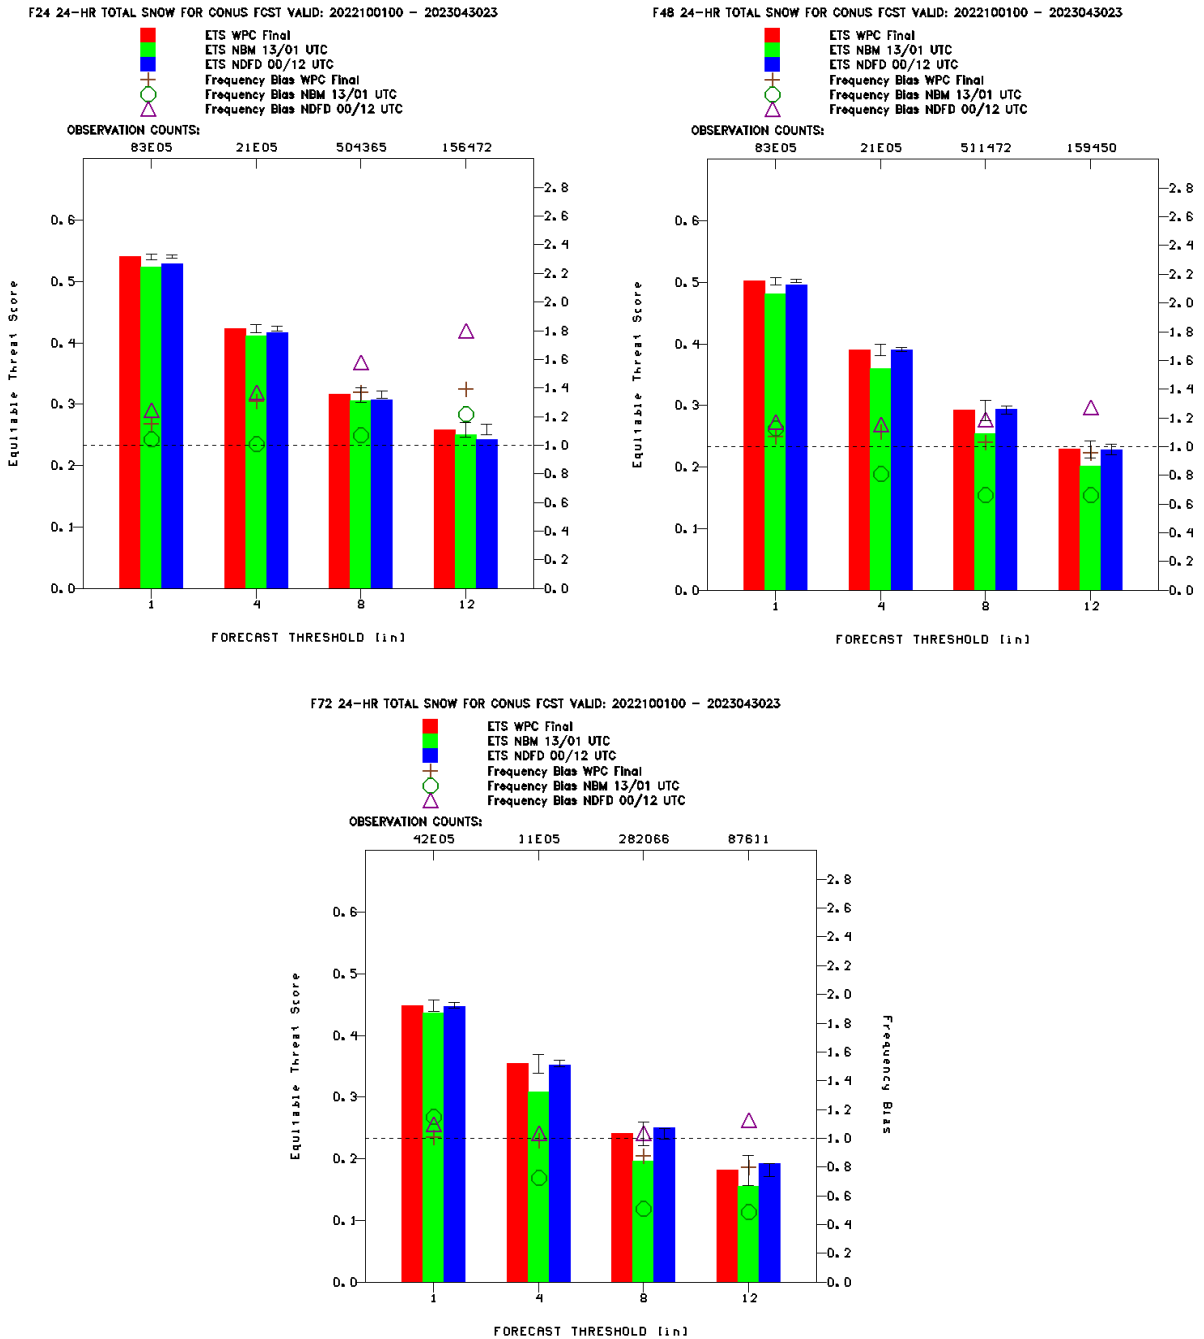 F24 24-HR TOTAL SNOW FOR CONUS FCST VALID: 2022100100 - 2023043023
ETS WPC Final
ETS NBM 13/01 UTC
ETS NDFD 00/12 UTC
Frequency Bias WPC Final
Frequency Bias NBM 13/01 UTC
Frequency Bias NDFD 00/12 UTC
OBSERVATION COUNTS:
83E05 21E05 504365 156472
Equitable Threat Score
0.6
0.5
0.4
0.3
0.2
0.1
0.0
2.8
2.6
2.4
2.2
2.0
1.8
1.6
1.4
1.2
1.0
0.8
0.6
0.4
0.2
0.0
1 4 8 12
FORECAST THRESHOLD [in]
F48 24-HR TOTAL SNOW FOR CONUS FCST VALID: 2022100100 - 2023043023
ETS WPC Final
ETS NBM 13/01 UTC
ETS NDFD 00/12 UTC
Frequency Bias WPC Final
Frequency Bias NBM 13/01 UTC
Frequency Bias NDFD 00/12 UTC
OBSERVATION COUNTS:
83E05 21E05 511472 159450
Equitable Threat Score
0.6
0.5
0.4
0.3
0.2
0.1
0.0
2.8
2.6
2.4
2.2
2.0
1.8
1.6
1.4
1.2
1.0
0.8
0.6
0.4
0.2
0.0
1 4 8 12
FORECAST THRESHOLD [in]
F72 24-HR TOTAL SNOW FOR CONUS FCST VALID: 2022100100 - 2023043023
ETS WPC Final
ETS NBM 13/01 UTC
ETS NDFD 00/12 UTC
Frequency Bias WPC Final
Frequency Bias NBM 13/01 UTC
Frequency Bias NDFD 00/12 UTC
OBSERVATION COUNTS:
42E05 11E05 282066 87611
Equitable Threat Score
0.6
0.5
0.4
0.3
0.2
0.1
0.0
2.8
2.6
2.4
2.2
2.0
1.8
1.6
1.4
1.2
1.0
0.8
0.6
0.4
0.2
0.0
Frequency Bias
1 4 8 12
FORECAST THRESHOLD [in]